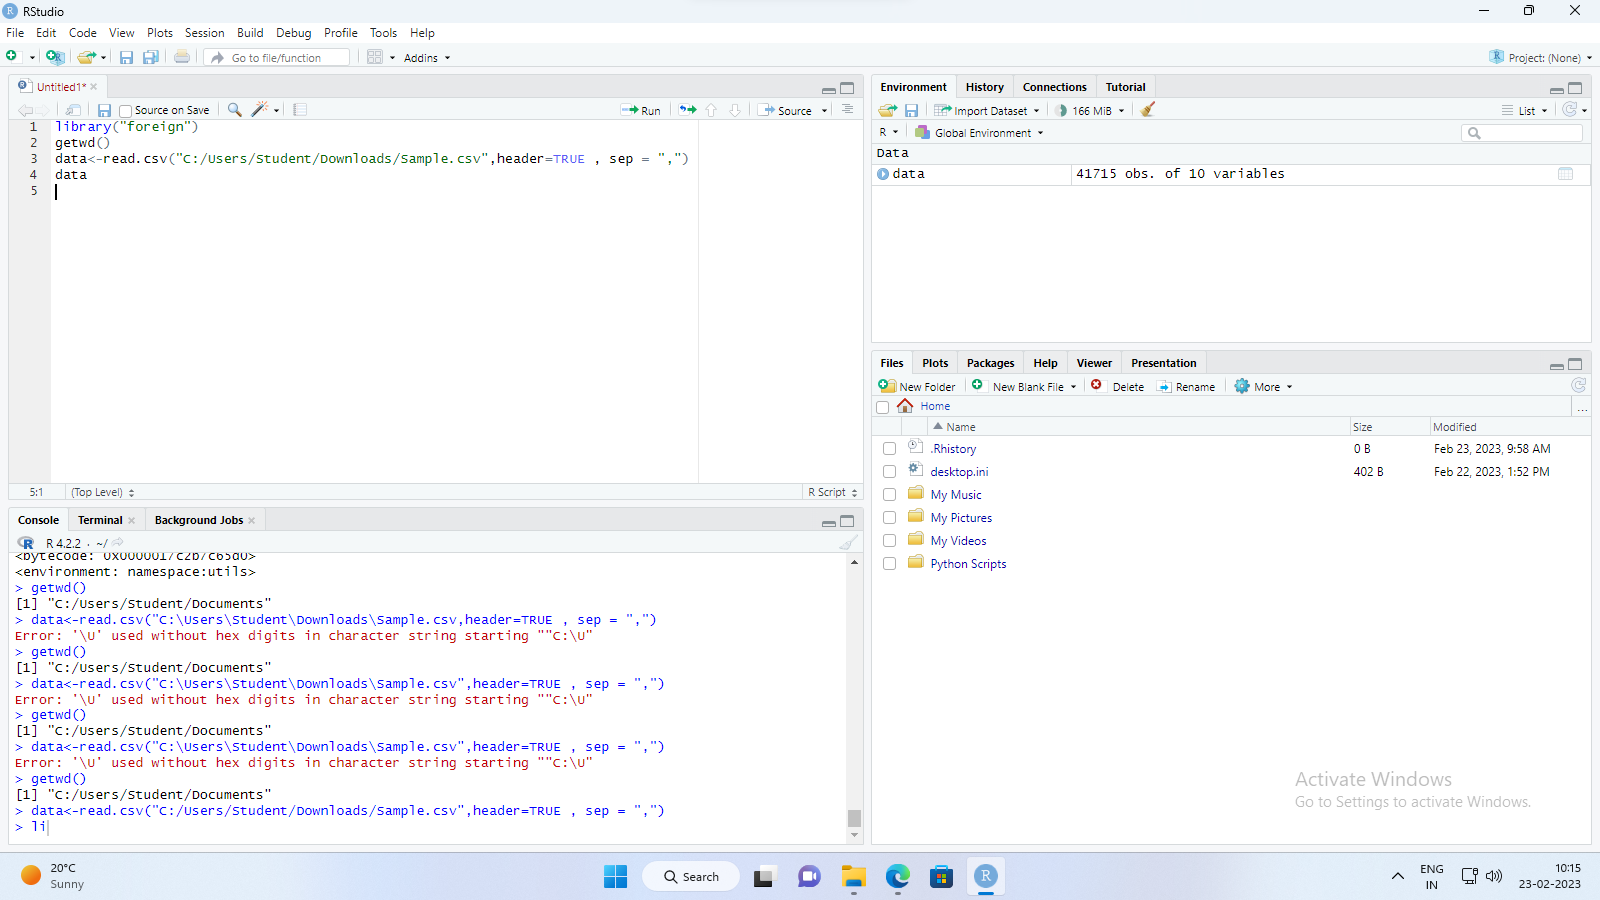 RStudio
File Edit Code View Plots Session Build Debug Profile Tools Help
Go to file/function Addins Project: (None)
Untitled1*
Source on Save Run Source
1 library("foreign")
2 getwd()
3 data<-read.csv("C:/Users/Student/Downloads/Sample.csv",header=TRUE , sep = ",")
4 data
5
5:1 (Top Level) R Script
Console Terminal Background Jobs
R 4.2.2 · ~/
<bytecode: 0x0000017c2b7c65d0>
<environment: namespace:utils>
> getwd()
[1] "C:/Users/Student/Documents"
> data<-read.csv("C:\Users\Student\Downloads\Sample.csv,header=TRUE , sep = ",")
Error: '\U' used without hex digits in character string starting ""C:\U"
> getwd()
[1] "C:/Users/Student/Documents"
> data<-read.csv("C:\Users\Student\Downloads\Sample.csv",header=TRUE , sep = ",")
Error: '\U' used without hex digits in character string starting ""C:\U"
> getwd()
[1] "C:/Users/Student/Documents"
> data<-read.csv("C:\Users\Student\Downloads\Sample.csv",header=TRUE , sep = ",")
Error: '\U' used without hex digits in character string starting ""C:\U"
> getwd()
[1] "C:/Users/Student/Documents"
> data<-read.csv("C:/Users/Student/Downloads/Sample.csv",header=TRUE , sep = ",")
> li
Environment History Connections Tutorial
Import Dataset 166 MiB List
R Global Environment
Data
data 41715 obs. of 10 variables
Files Plots Packages Help Viewer Presentation
New Folder New Blank File Delete Rename More
Home ...
Name Size Modified
.Rhistory 0 B Feb 23, 2023, 9:58 AM
desktop.ini 402 B Feb 22, 2023, 1:52 PM
My Music
My Pictures
My Videos
Python Scripts
Activate Windows
Go to Settings to activate Windows.
20°C
Sunny
Search
ENG
IN
10:15
23-02-2023